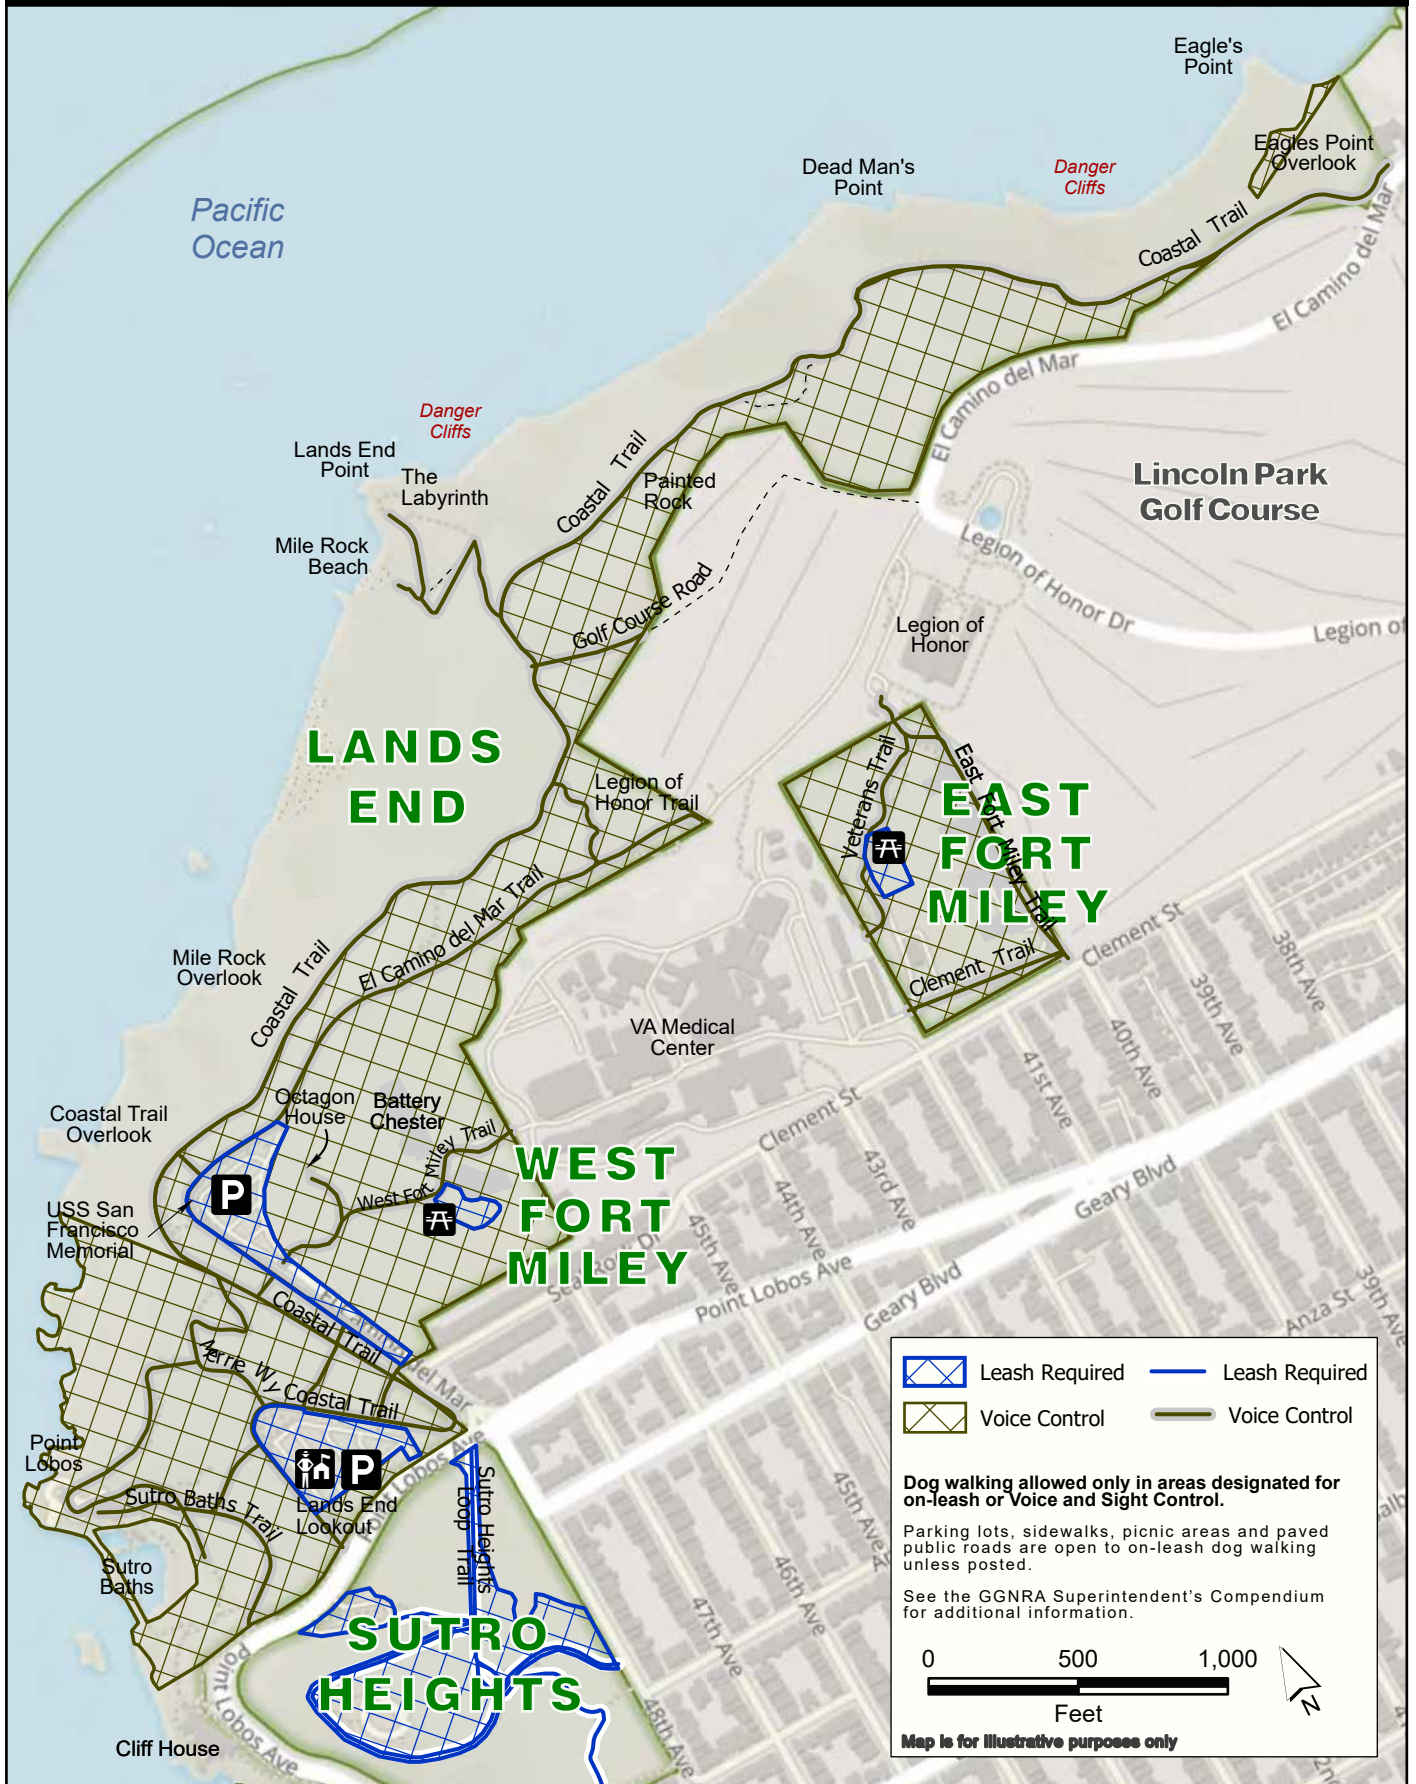 Eagle's
Point
Eagles Point
Overlook
Dead Man's
Point
Danger
Cliffs
Pacific
Ocean
Coastal Trail
El Camino del Mar
El Camino del Mar
Danger
Cliffs
Lands End
Point
The
Labyrinth
Coastal Trail
Painted
Rock
Lincoln Park
Golf Course
Mile Rock
Beach
Legion of Honor Dr
Legion of
Golf Course Road
Legion of
Honor
LANDS
END
Legion of
Honor Trail
Veterans Trail
East Fort Miley Trail
EAST
FORT
MILEY
El Camino del Mar Trail
Mile Rock
Overlook
Coastal Trail
Clement Trail
Clement St
38th Ave
39th Ave
40th Ave
41st Ave
VA Medical
Center
Octagon
House
Battery
Chester
Coastal Trail
Overlook
Clement St
West Fort Miley Trail
WEST
FORT
MILEY
P
43rd Ave
44th Ave
45th Ave
Geary Blvd
USS San
Francisco
Memorial
Seal Rock Dr
Point Lobos Ave
Geary Blvd
Anza St
39th Ave
Coastal Trail
El Camino del Mar
Merrie Wy
Coastal Trail
Point
Lobos
P
Lands End
Lookout
Point Lobos Ave
Sutro Baths Trail
Sutro Heights
Loop Trail
Sutro
Baths
45th Ave
46th Ave
47th Ave
48th Ave
SUTRO
HEIGHTS
Point Lobos Ave
Cliff House
Leash Required
Leash Required
Voice Control
Voice Control
Dog walking allowed only in areas designated for
on-leash or Voice and Sight Control.
Parking lots, sidewalks, picnic areas and paved
public roads are open to on-leash dog walking
unless posted.
See the GGNRA Superintendent's Compendium
for additional information.
0 500 1,000
Feet
N
Map is for illustrative purposes only